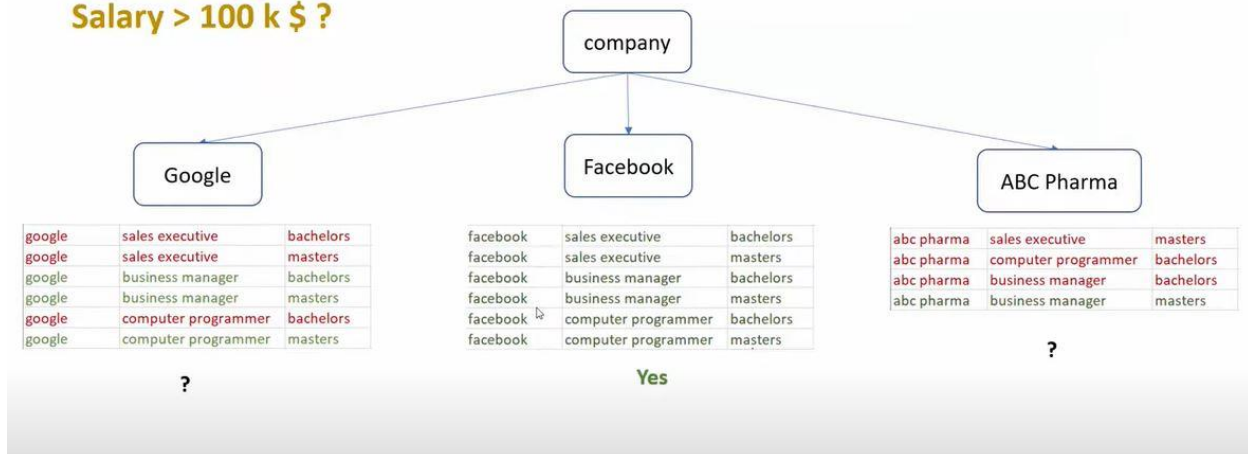 Salary > 100 k $ ?
company
Google
Facebook
ABC Pharma
google sales executive bachelors
google sales executive masters
google business manager bachelors
google business manager masters
google computer programmer bachelors
google computer programmer masters
?
facebook sales executive bachelors
facebook sales executive masters
facebook business manager bachelors
facebook business manager masters
facebook computer programmer bachelors
facebook computer programmer masters
Yes
abc pharma sales executive masters
abc pharma computer programmer bachelors
abc pharma business manager bachelors
abc pharma business manager masters
?